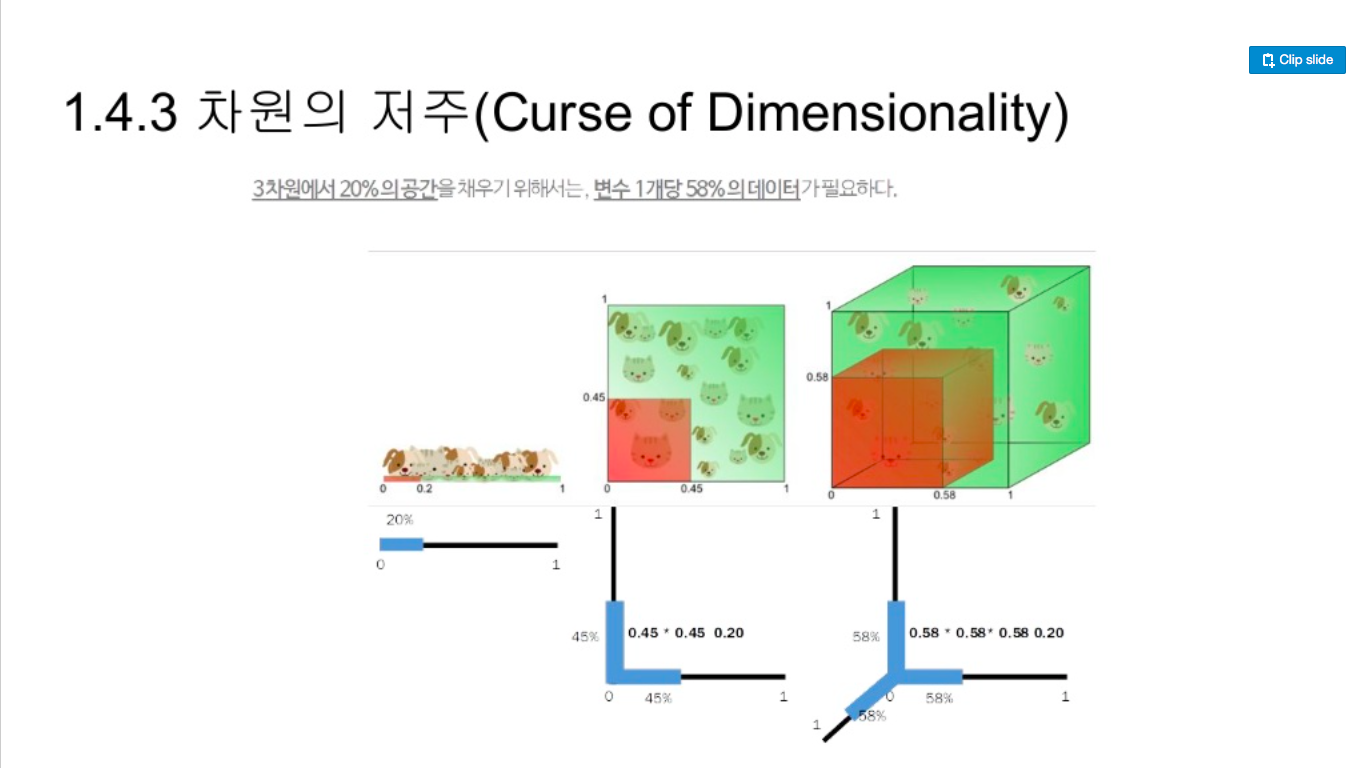 Clip slide
1.4.3 차원의 저주(Curse of Dimensionality)
3차원에서 20%의 공간을 채우기 위해서는, 변수 1개당 58%의 데이터가 필요하다.
0 0.2 1
1
0.45
0 0.45 1
1
0.58
0 0.58 1
20%
0 1
1
45%
0.45 * 0.45 0.20
0 45% 1
1
58%
0.58 * 0.58* 0.58 0.20
0 58% 1
58%
1